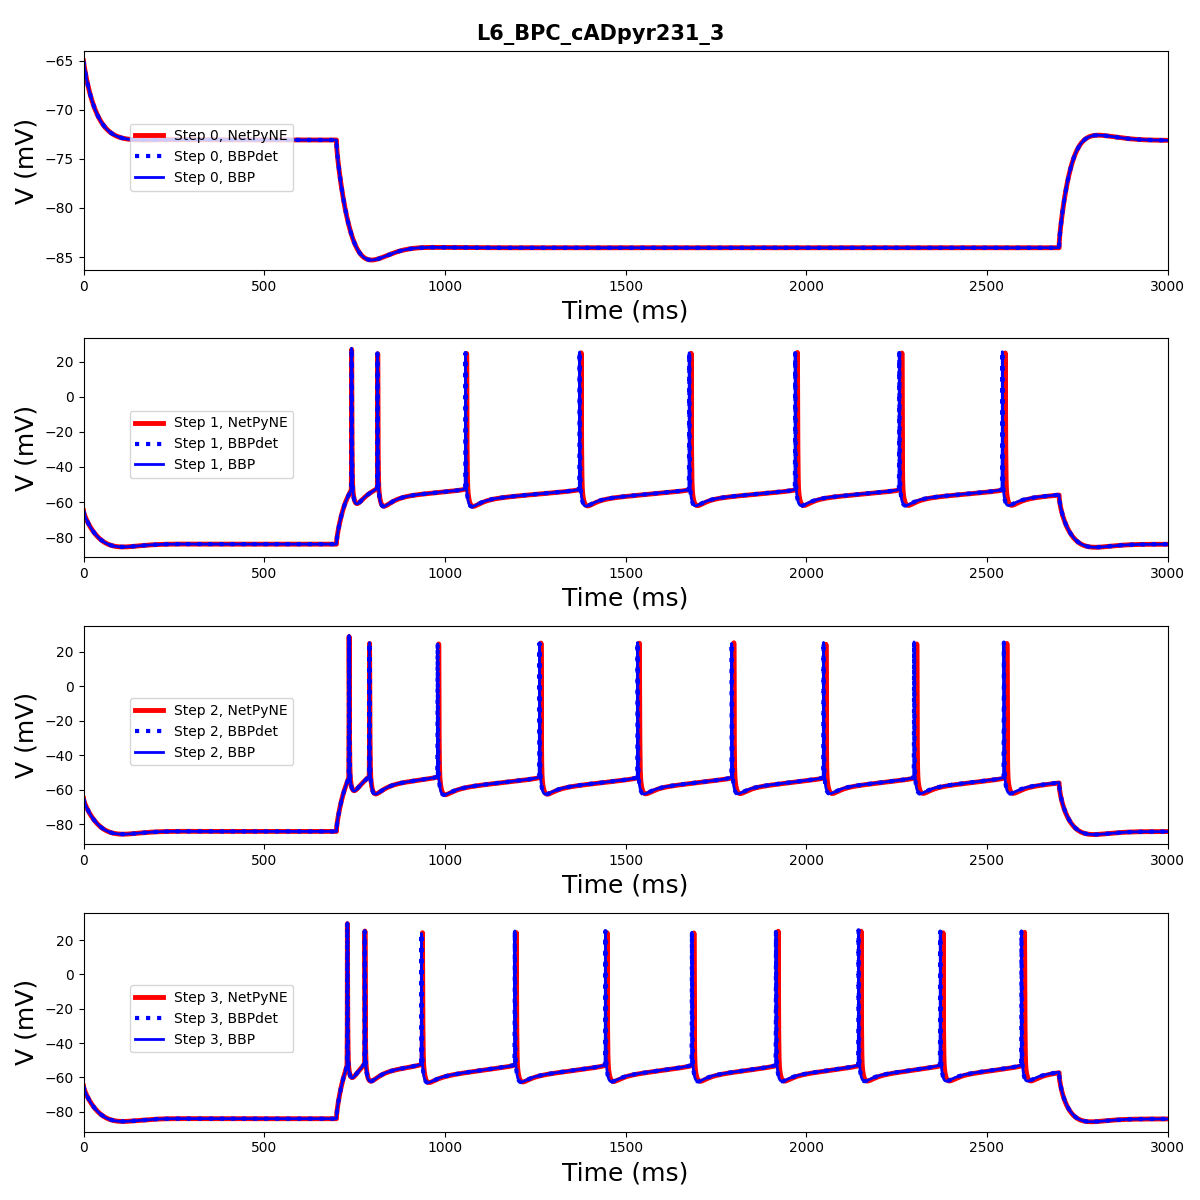 L6_BPC_cADpyr231_3
−65
−70
−75
−80
−85
V (mV)
Step 0, NetPyNE
Step 0, BBPdet
Step 0, BBP
0 500 1000 1500 2000 2500 3000
Time (ms)
20
0
−20
−40
−60
−80
V (mV)
Step 1, NetPyNE
Step 1, BBPdet
Step 1, BBP
0 500 1000 1500 2000 2500 3000
Time (ms)
20
0
−20
−40
−60
−80
V (mV)
Step 2, NetPyNE
Step 2, BBPdet
Step 2, BBP
0 500 1000 1500 2000 2500 3000
Time (ms)
20
0
−20
−40
−60
−80
V (mV)
Step 3, NetPyNE
Step 3, BBPdet
Step 3, BBP
0 500 1000 1500 2000 2500 3000
Time (ms)